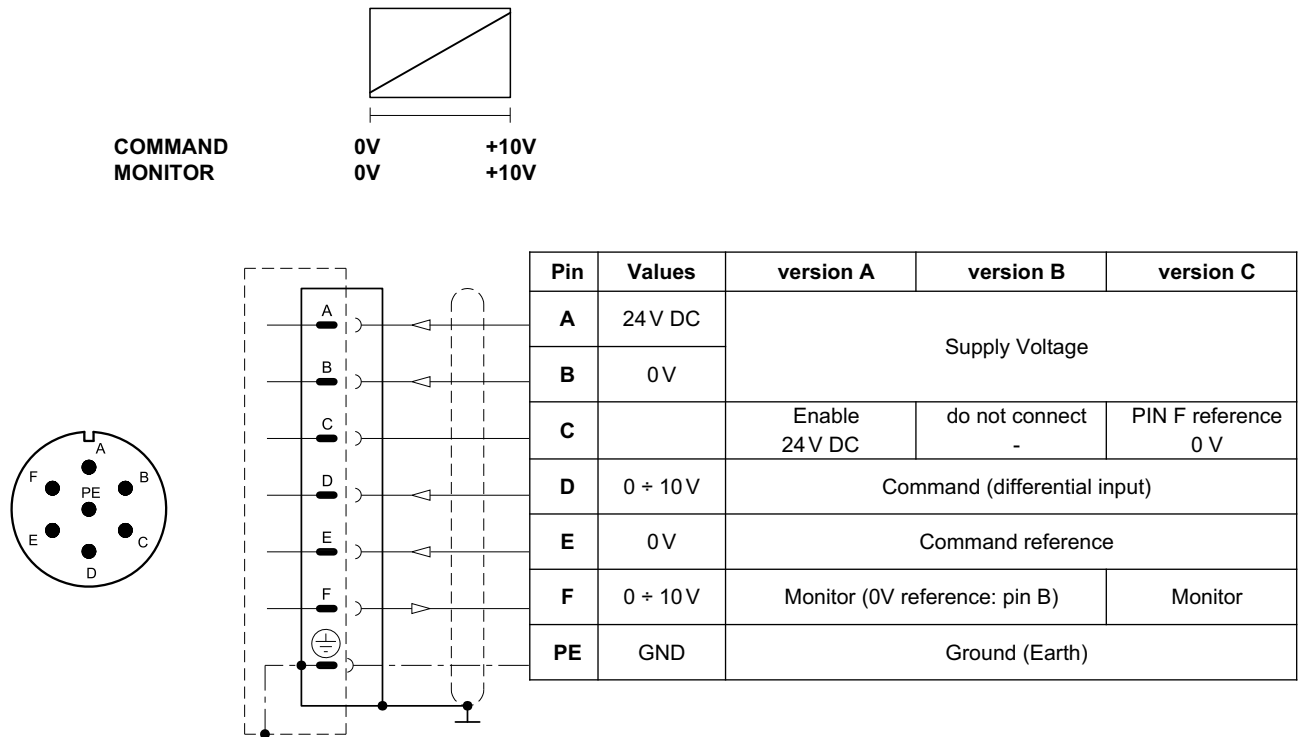 COMMAND 0V +10V
MONITOR 0V +10V
Pin Values version A version B version C
A 24 V DC Supply Voltage
B 0 V
C Enable 24 V DC do not connect - PIN F reference 0 V
D 0 ÷ 10 V Command (differential input)
E 0 V Command reference
F 0 ÷ 10 V Monitor (0V reference: pin B) Monitor
PE GND Ground (Earth)
A
B
C
D
E
F
A
F
B
PE
E
C
D